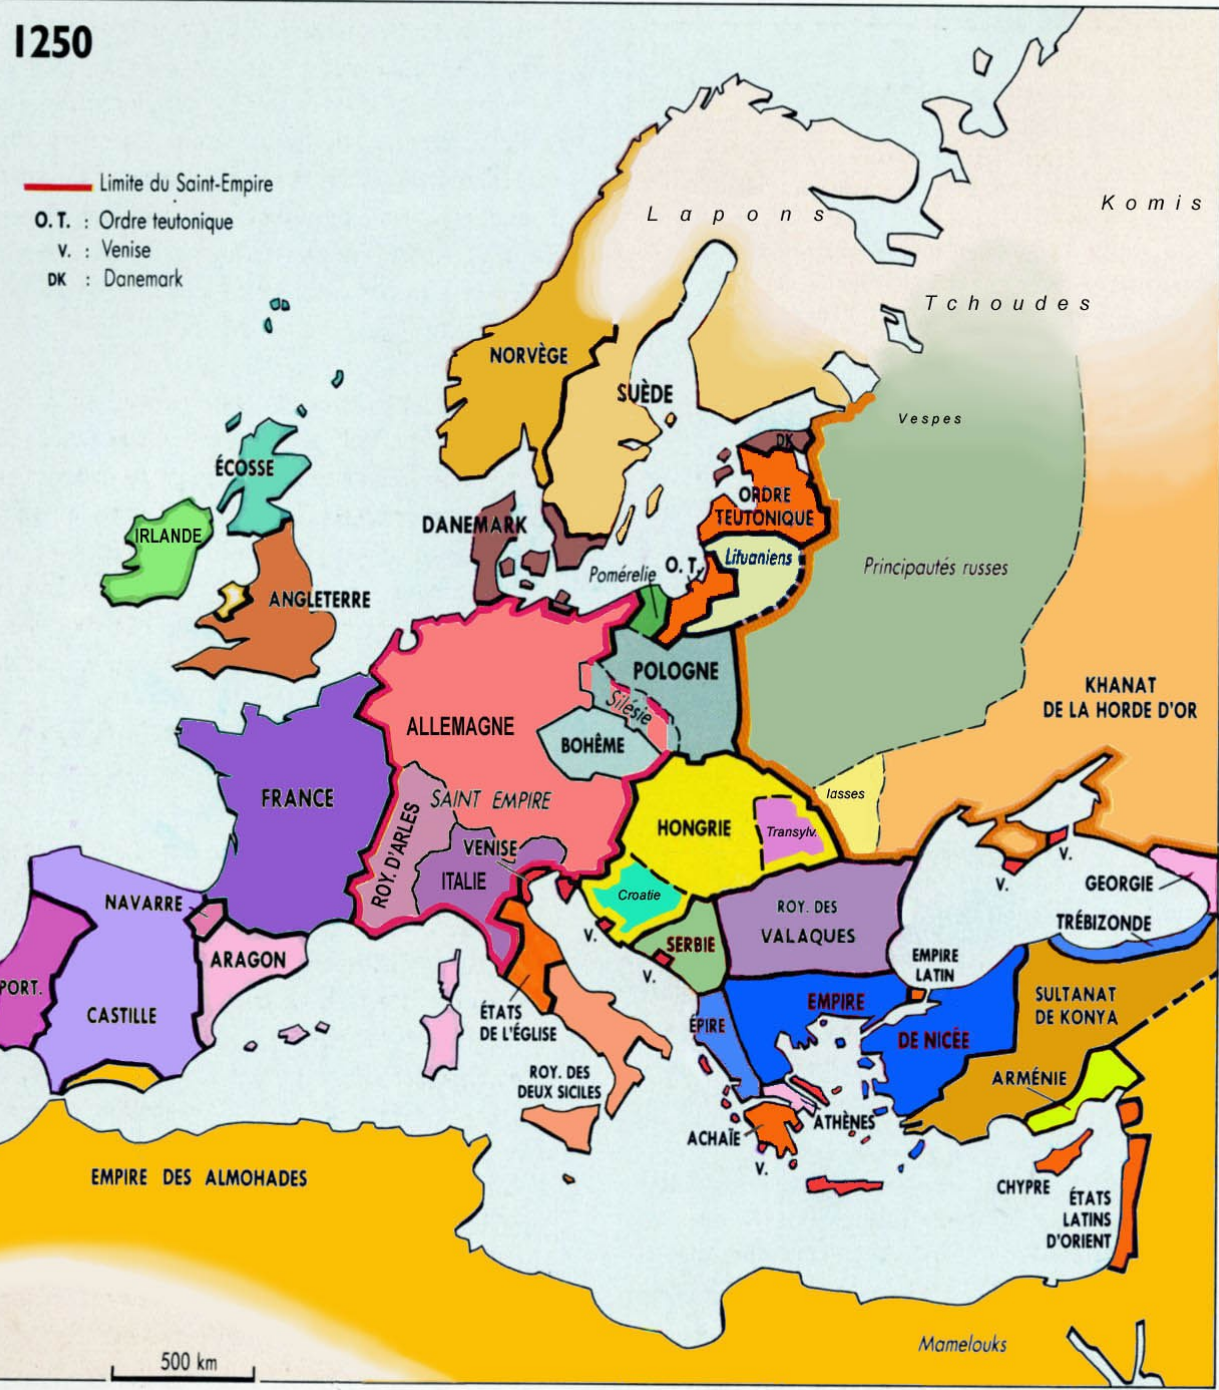 1250
Limite du Saint-Empire
O.T. : Ordre teutonique
V. : Venise
DK : Danemark
Lapons
Komis
Tchoudes
NORVÈGE
SUÈDE
Vespes
DK
ÉCOSSE
ORDRE
TEUTONIQUE
DANEMARK
IRLANDE
Lituaniens
O.T.
Pomérelie
Principautés russes
ANGLETERRE
POLOGNE
KHANAT
DE LA HORDE D'OR
Silésie
ALLEMAGNE
BOHÊME
FRANCE
SAINT EMPIRE
Iasses
HONGRIE
Transylv.
ROY. D'ARLES
VENISE
V.
ITALIE
V.
GEORGIE
Croatie
NAVARRE
ROY. DES
VALAQUES
TRÉBIZONDE
V.
SERBIE
ARAGON
EMPIRE
LATIN
V.
PORT.
CASTILLE
SULTANAT
DE KONYA
ÉTATS
DE L'ÉGLISE
ÉPIRE
EMPIRE
DE NICÉE
ROY. DES
DEUX SICILES
ARMÉNIE
ATHÈNES
ACHAÏE
V.
EMPIRE DES ALMOHADES
CHYPRE
ÉTATS
LATINS
D'ORIENT
Mamelouks
500 km